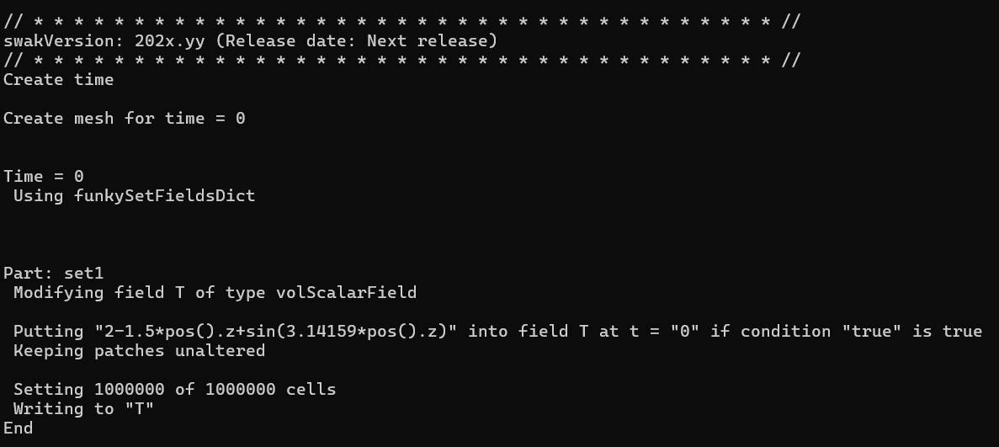 // * * * * * * * * * * * * * * * * * * * * * * * * * * * * * * * * * * * * * //
swakVersion: 202x.yy (Release date: Next release)
// * * * * * * * * * * * * * * * * * * * * * * * * * * * * * * * * * * * * * //
Create time
Create mesh for time = 0
Time = 0
Using funkySetFieldsDict
Part: set1
Modifying field T of type volScalarField
Putting "2-1.5*pos().z+sin(3.14159*pos().z)" into field T at t = "0" if condition "true" is true
Keeping patches unaltered
Setting 1000000 of 1000000 cells
Writing to "T"
End